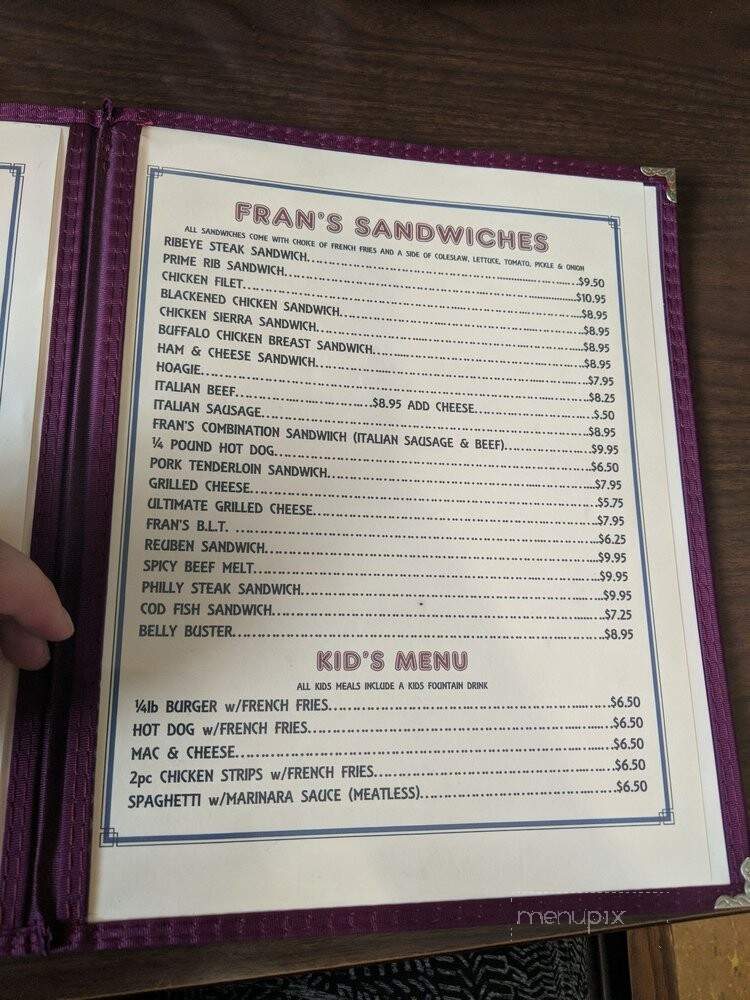 FRAN'S SANDWICHES
ALL SANDWICHES COME WITH CHOICE OF FRENCH FRIES AND A SIDE OF COLESLAW, LETTUCE, TOMATO, PICKLE & ONION
RIBEYE STEAK SANDWICH...$9.50
PRIME RIB SANDWICH...$10.95
CHICKEN FILET...$8.95
BLACKENED CHICKEN SANDWICH...$8.95
CHICKEN SIERRA SANDWICH...$8.95
BUFFALO CHICKEN BREAST SANDWICH...$8.95
HAM & CHEESE SANDWICH...$7.95
HOAGIE...$8.25
ITALIAN BEEF...$8.95 ADD CHEESE...$.50
ITALIAN SAUSAGE...$8.95
FRAN'S COMBINATION SANDWICH (ITALIAN SAUSAGE & BEEF)...$9.95
¼ POUND HOT DOG...$6.50
PORK TENDERLOIN SANDWICH...$7.95
GRILLED CHEESE...$5.75
ULTIMATE GRILLED CHEESE...$7.95
FRAN'S B.L.T. ...$6.25
REUBEN SANDWICH...$9.95
SPICY BEEF MELT...$9.95
PHILLY STEAK SANDWICH...$9.95
COD FISH SANDWICH...$7.25
BELLY BUSTER...$8.95
KID'S MENU
ALL KIDS MEALS INCLUDE A KIDS FOUNTAIN DRINK
¼lb BURGER w/FRENCH FRIES...$6.50
HOT DOG w/FRENCH FRIES...$6.50
MAC & CHEESE...$6.50
2pc CHICKEN STRIPS w/FRENCH FRIES...$6.50
SPAGHETTI w/MARINARA SAUCE (MEATLESS)...$6.50
menupix